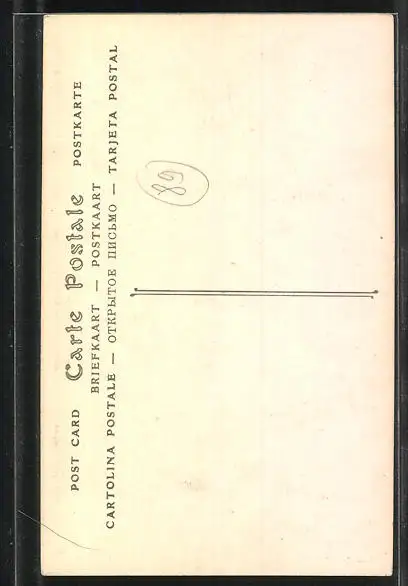 POST CARD Carte Postale POSTKARTE
BRIEFKAART — POSTKAART
CARTOLINA POSTALE — ОТКРЫТОЕ ПИСЬМО — TARJETA POSTAL
89